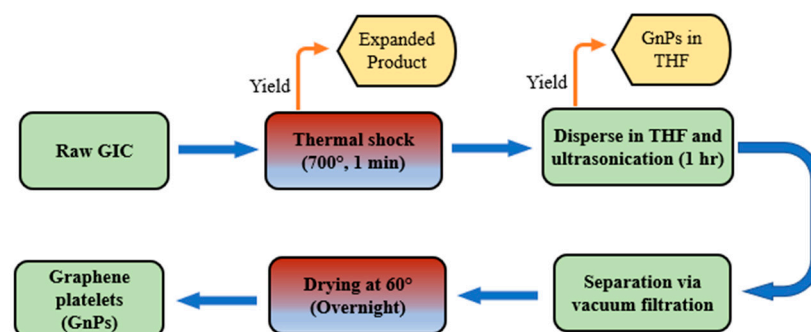 Expanded
Product
GnPs in
THF
Yield
Yield
Raw GIC
Thermal shock
(700°, 1 min)
Disperse in THF and
ultrasonication (1 hr)
Graphene
platelets
(GnPs)
Drying at 60°
(Overnight)
Separation via
vacuum filtration